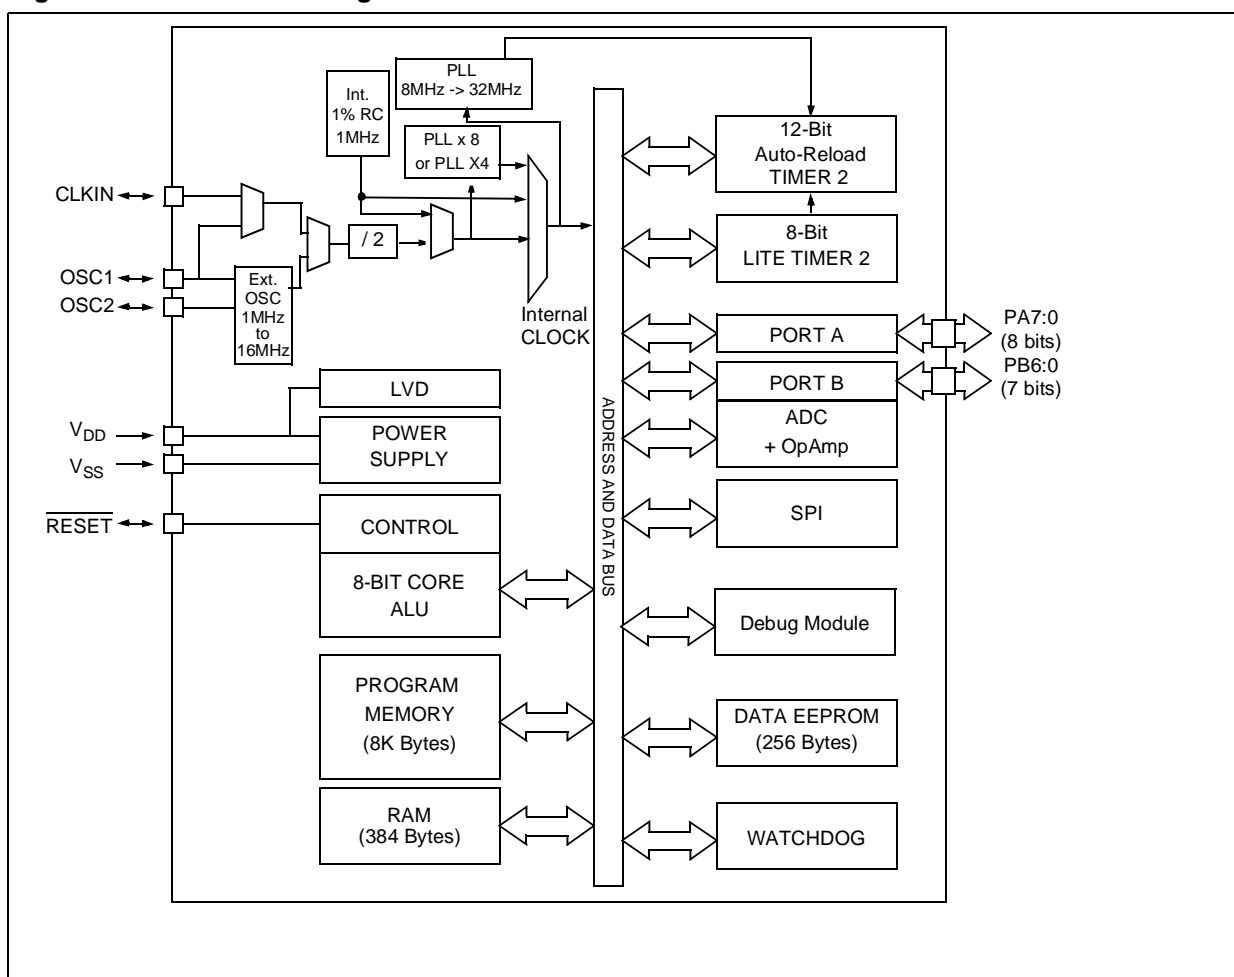 PLL
8MHz -> 32MHz
Int.
1% RC
1MHz
PLL x 8
or PLL X4
12-Bit
Auto-Reload
TIMER 2
CLKIN
/ 2
8-Bit
LITE TIMER 2
OSC1
OSC2
Ext.
OSC
1MHz
to
16MHz
Internal
CLOCK
PORT A
PA7:0
(8 bits)
PORT B
PB6:0
(7 bits)
LVD
ADC
+ OpAmp
VDD
VSS
POWER
SUPPLY
ADDRESS AND DATA BUS
RESET
CONTROL
SPI
8-BIT CORE
ALU
Debug Module
PROGRAM
MEMORY
(8K Bytes)
DATA EEPROM
(256 Bytes)
RAM
(384 Bytes)
WATCHDOG